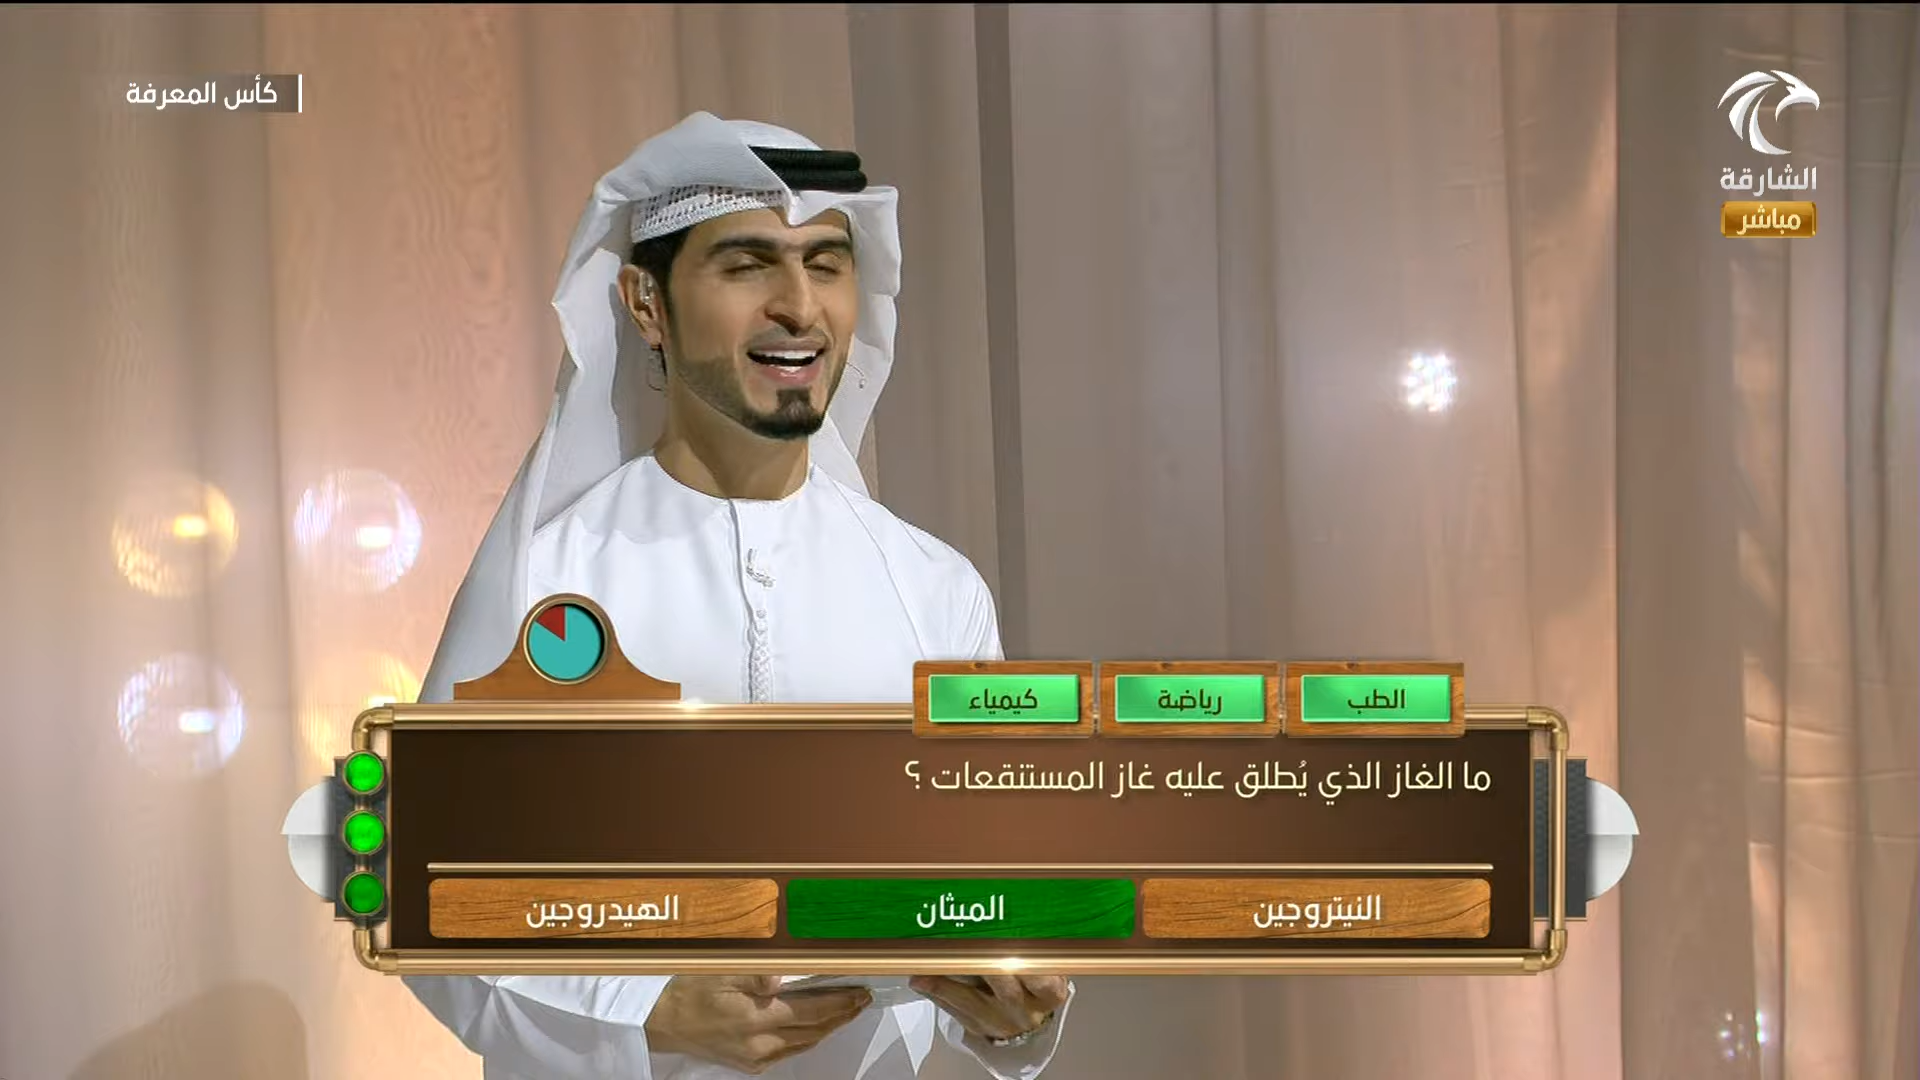 كأس المعرفة
الشارقة
مباشر
الطب
رياضة
كيمياء
ما الغاز الذي يُطلق عليه غاز المستنقعات ؟
النيتروجين
الميثان
الهيدروجين